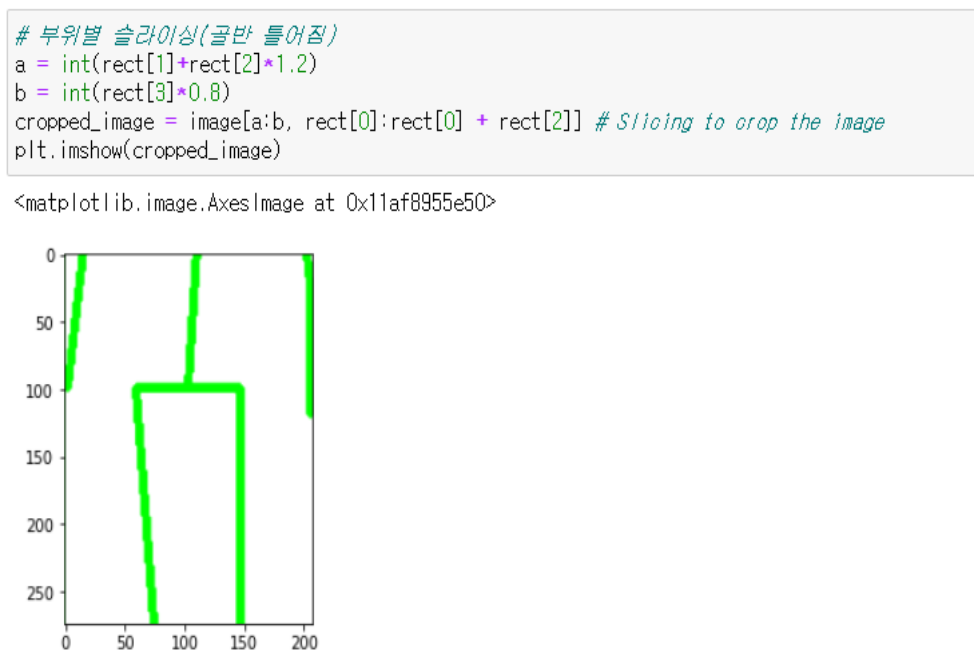 # 부위별 슬라이싱(골반 틀어짐)
a = int(rect[1]+rect[2]*1.2)
b = int(rect[3]*0.8)
cropped_image = image[a:b, rect[0]:rect[0] + rect[2]] # Slicing to crop the image
plt.imshow(cropped_image)
<matplotlib.image.AxesImage at 0x11af8955e50>
0
50
100
150
200
250
0 50 100 150 200